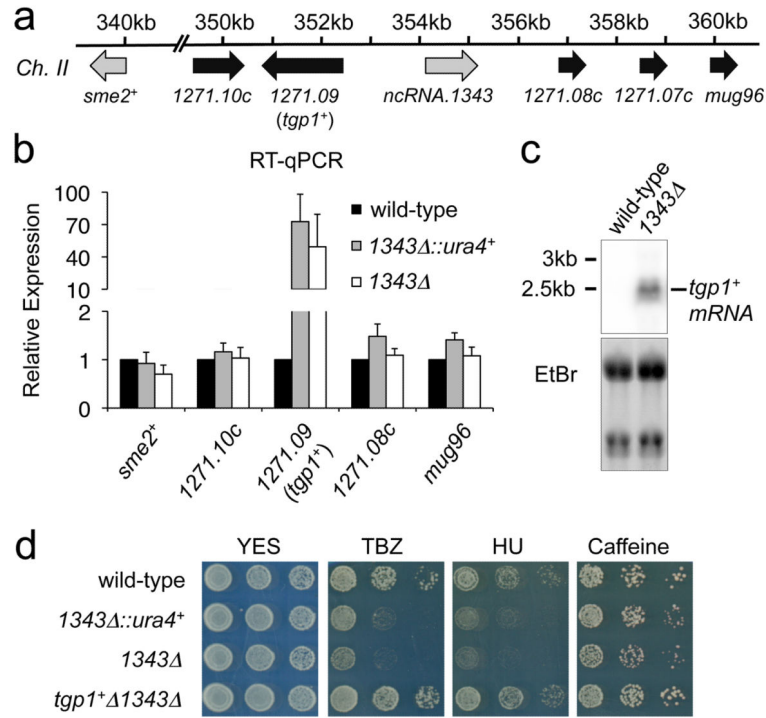 a
340kb 350kb 352kb 354kb 356kb 358kb 360kb
Ch. II
sme2⁺ 1271.10c 1271.09 ncRNA.1343 1271.08c 1271.07c mug96
(tgp1⁺)
b
RT-qPCR
Relative Expression
100
70
40
10
2
1
0
wild-type
1343Δ::ura4⁺
1343Δ
sme2⁺
1271.10c
1271.09
(tgp1⁺)
1271.08c
mug96
c
wild-type
1343Δ
3kb
2.5kb
tgp1⁺
mRNA
EtBr
d
YES TBZ HU Caffeine
wild-type
1343Δ::ura4⁺
1343Δ
tgp1⁺Δ1343Δ